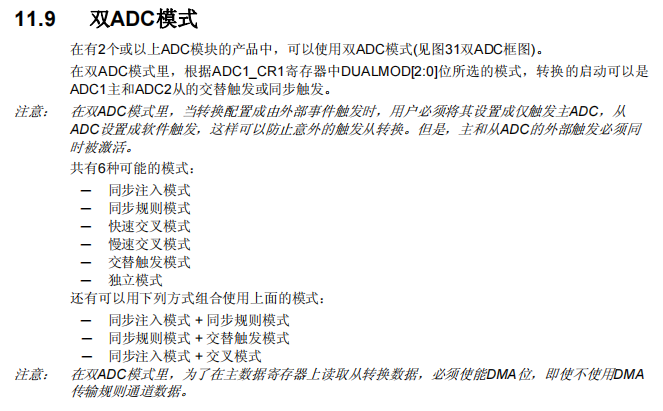 11.9 双ADC模式
在有2个或以上ADC模块的产品中，可以使用双ADC模式(见图31双ADC框图)。
在双ADC模式里，根据ADC1_CR1寄存器中DUALMOD[2:0]位所选的模式，转换的启动可以是
ADC1主和ADC2从的交替触发或同步触发。
注意： 在双ADC模式里，当转换配置成由外部事件触发时，用户必须将其设置成仅触发主ADC，从
ADC设置成软件触发，这样可以防止意外的触发从转换。但是，主和从ADC的外部触发必须同
时被激活。
共有6种可能的模式：
— 同步注入模式
— 同步规则模式
— 快速交叉模式
— 慢速交叉模式
— 交替触发模式
— 独立模式
还有可以用下列方式组合使用上面的模式：
— 同步注入模式 + 同步规则模式
— 同步规则模式 + 交替触发模式
— 同步注入模式 + 交叉模式
注意： 在双ADC模式里，为了在主数据寄存器上读取从转换数据，必须使能DMA位，即使不使用DMA
传输规则通道数据。